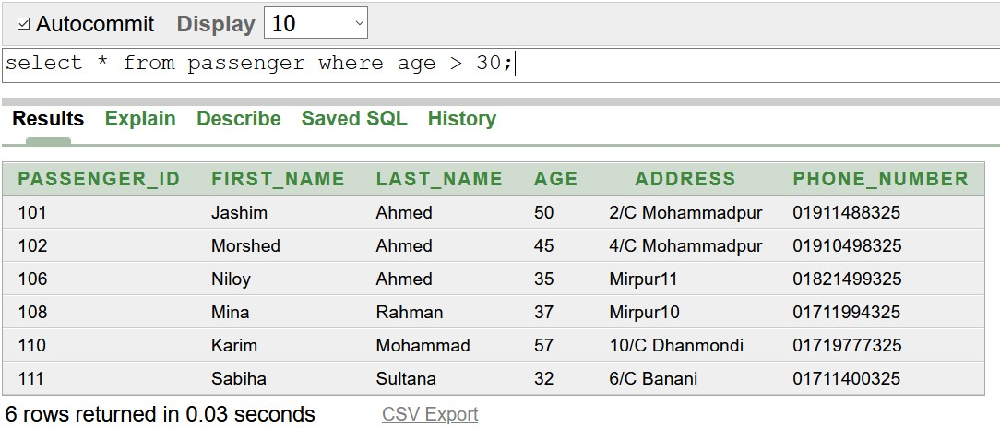 Autocommit Display 10
select * from passenger where age > 30;
Results Explain Describe Saved SQL History
PASSENGER_ID FIRST_NAME LAST_NAME AGE ADDRESS PHONE_NUMBER
101 Jashim Ahmed 50 2/C Mohammadpur 01911488325
102 Morshed Ahmed 45 4/C Mohammadpur 01910498325
106 Niloy Ahmed 35 Mirpur11 01821499325
108 Mina Rahman 37 Mirpur10 01711994325
110 Karim Mohammad 57 10/C Dhanmondi 01719777325
111 Sabiha Sultana 32 6/C Banani 01711400325
6 rows returned in 0.03 seconds CSV Export